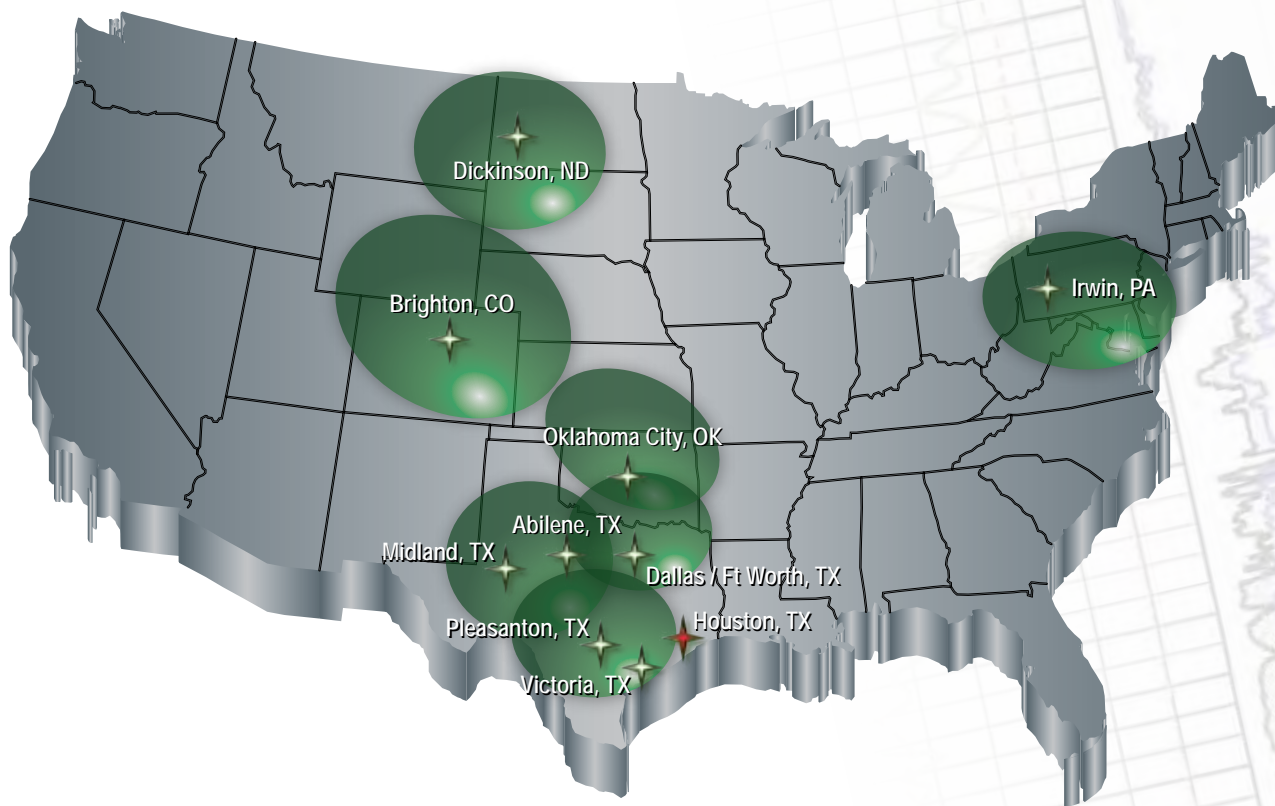 Dickinson, ND
Irwin, PA
Brighton, CO
Oklahoma City, OK
Abilene, TX
Midland, TX
Dallas / Ft Worth, TX
Houston, TX
Pleasanton, TX
Victoria, TX